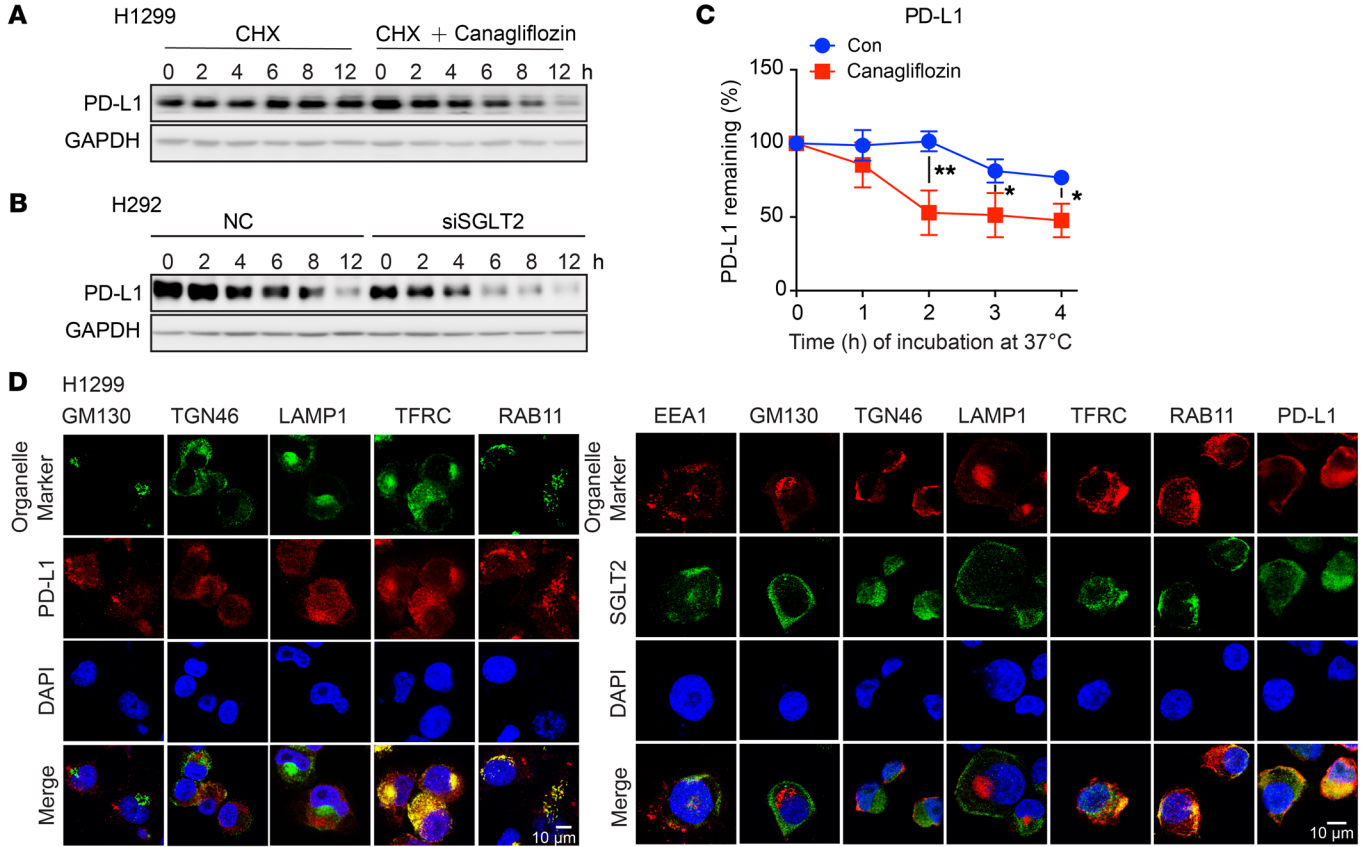 A
H1299
CHX
CHX + Canagliflozin
0 2 4 6 8 12 0 2 4 6 8 12 h
PD-L1
GAPDH
B
H292
NC
siSGLT2
0 2 4 6 8 12 0 2 4 6 8 12 h
PD-L1
GAPDH
C
PD-L1
Con
Canagliflozin
PD-L1 remaining (%)
150
100
50
0
**
*
*
0 1 2 3 4
Time (h) of incubation at 37°C
D
H1299
GM130 TGN46 LAMP1 TFRC RAB11
Organelle
Marker
PD-L1
DAPI
Merge
10 μm
EEA1 GM130 TGN46 LAMP1 TFRC RAB11 PD-L1
Organelle
Marker
SGLT2
DAPI
Merge
10 μm